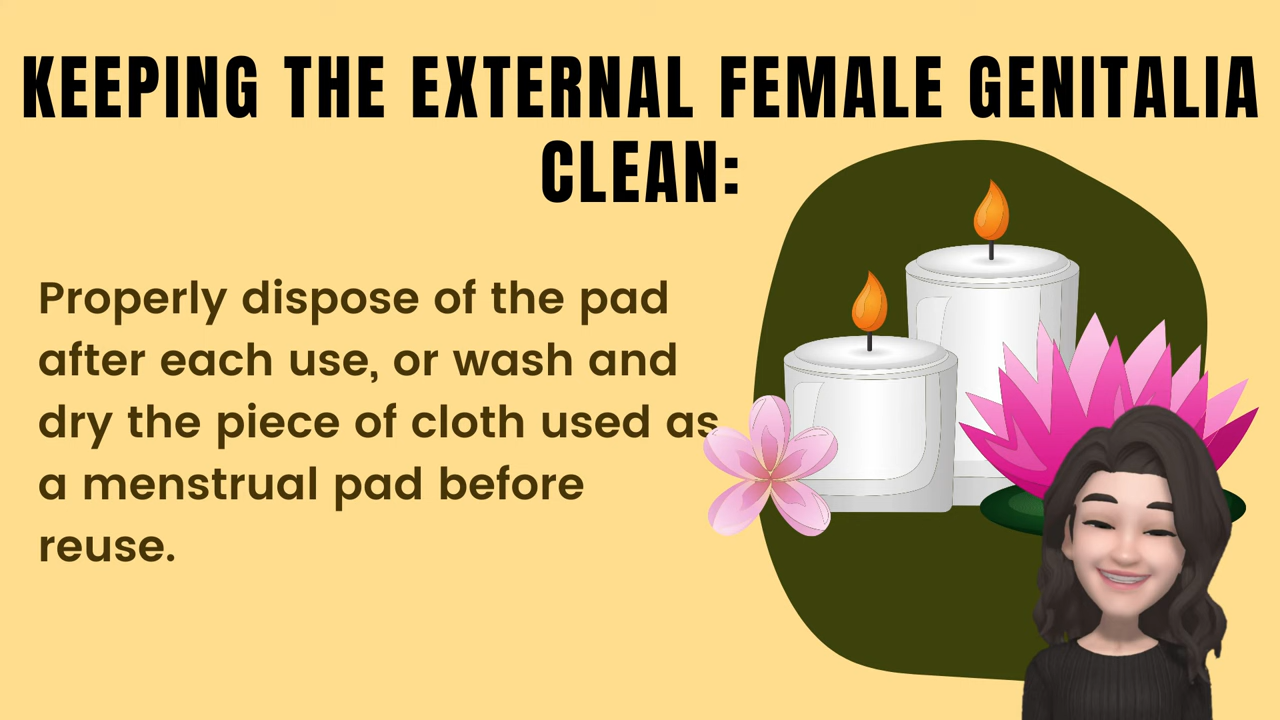 KEEPING THE EXTERNAL FEMALE GENITALIA
CLEAN:
Properly dispose of the pad
after each use, or wash and
dry the piece of cloth used as
a menstrual pad before
reuse.